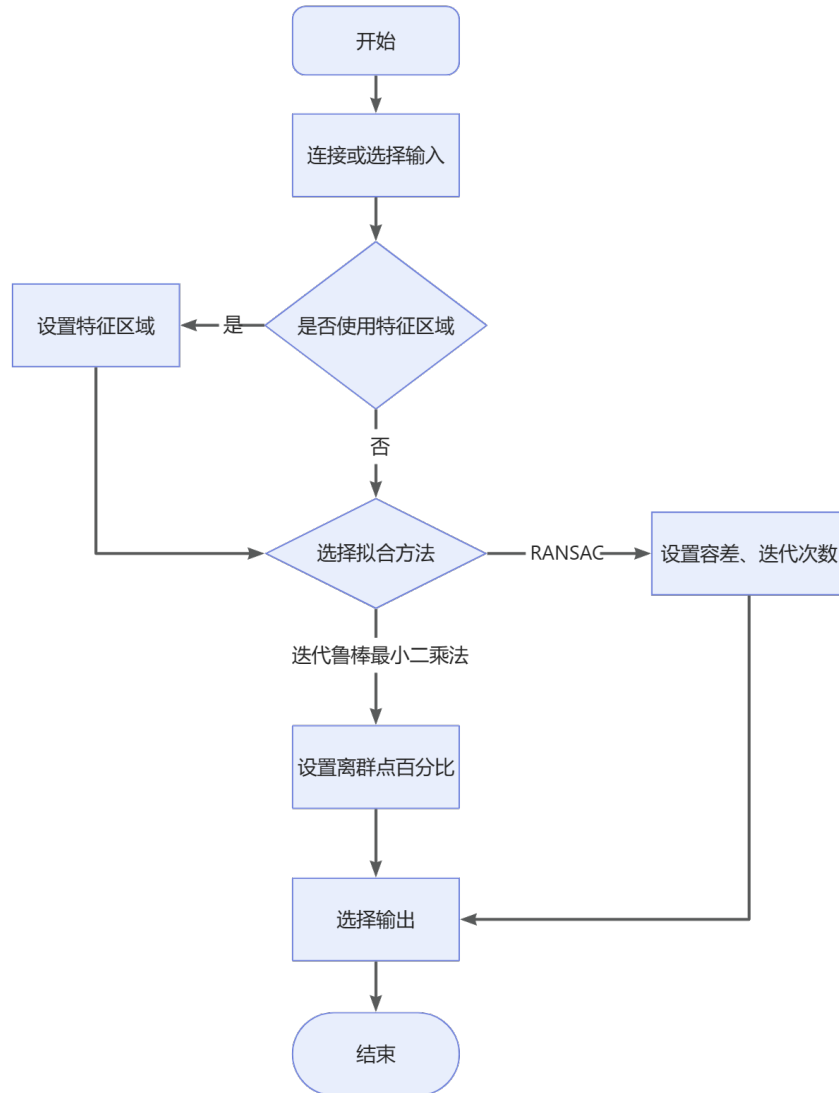 开始
连接或选择输入
是否使用特征区域
是
设置特征区域
否
选择拟合方法
RANSAC
设置容差、迭代次数
迭代鲁棒最小二乘法
设置离群点百分比
选择输出
结束